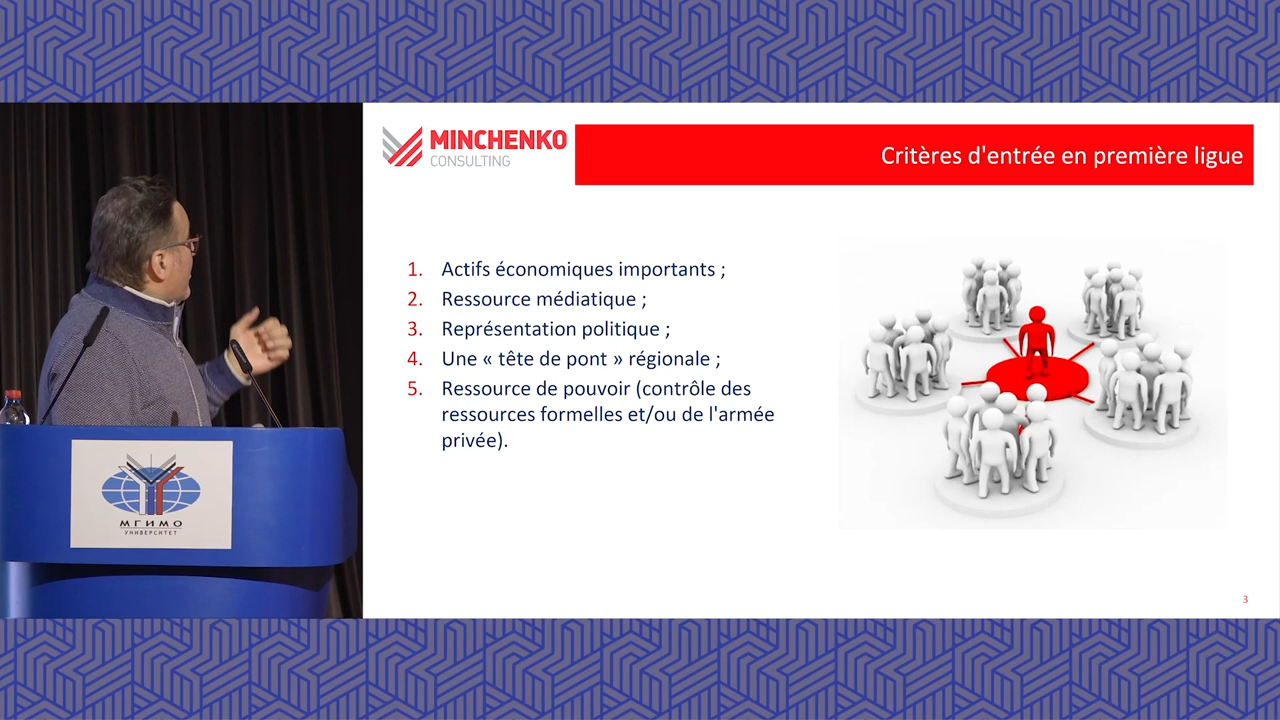 MINCHENKO
CONSULTING
Critères d'entrée en première ligue
1. Actifs économiques importants ;
2. Ressource médiatique ;
3. Représentation politique ;
4. Une « tête de pont » régionale ;
5. Ressource de pouvoir (contrôle des
ressources formelles et/ou de l'armée
privée).
МГИМО
УНИВЕРСИТЕТ
3